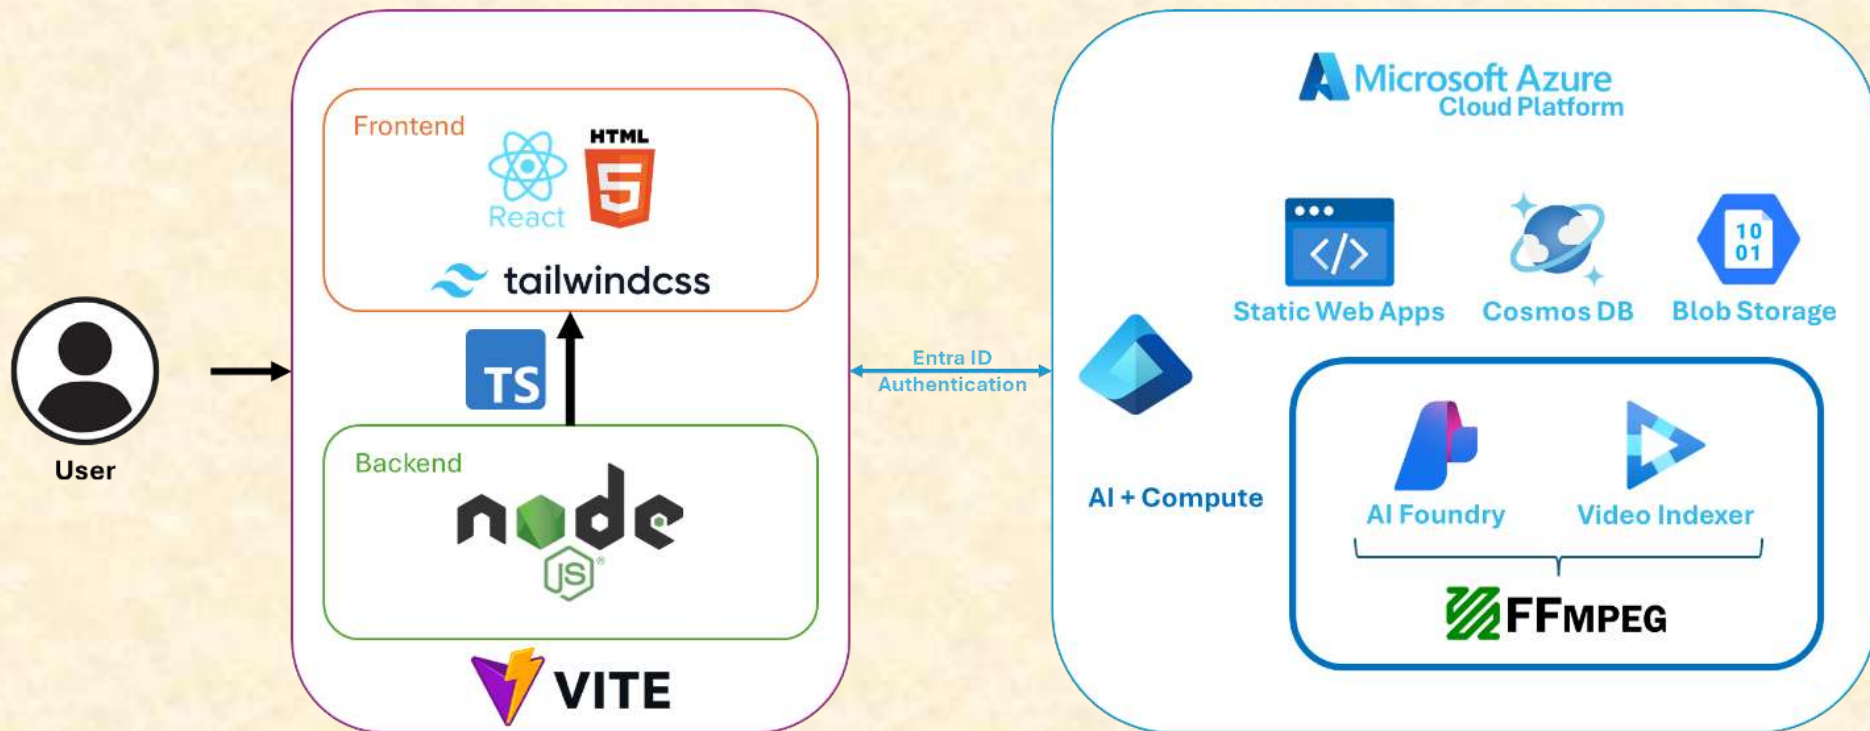 User
Frontend
React
HTML
5
tailwindcss
TS
Backend
node
JS®
VITE
Entra ID
Authentication
Microsoft Azure
Cloud Platform
</>
Static Web Apps
Cosmos DB
10
01
Blob Storage
AI + Compute
AI Foundry
Video Indexer
FFMPEG